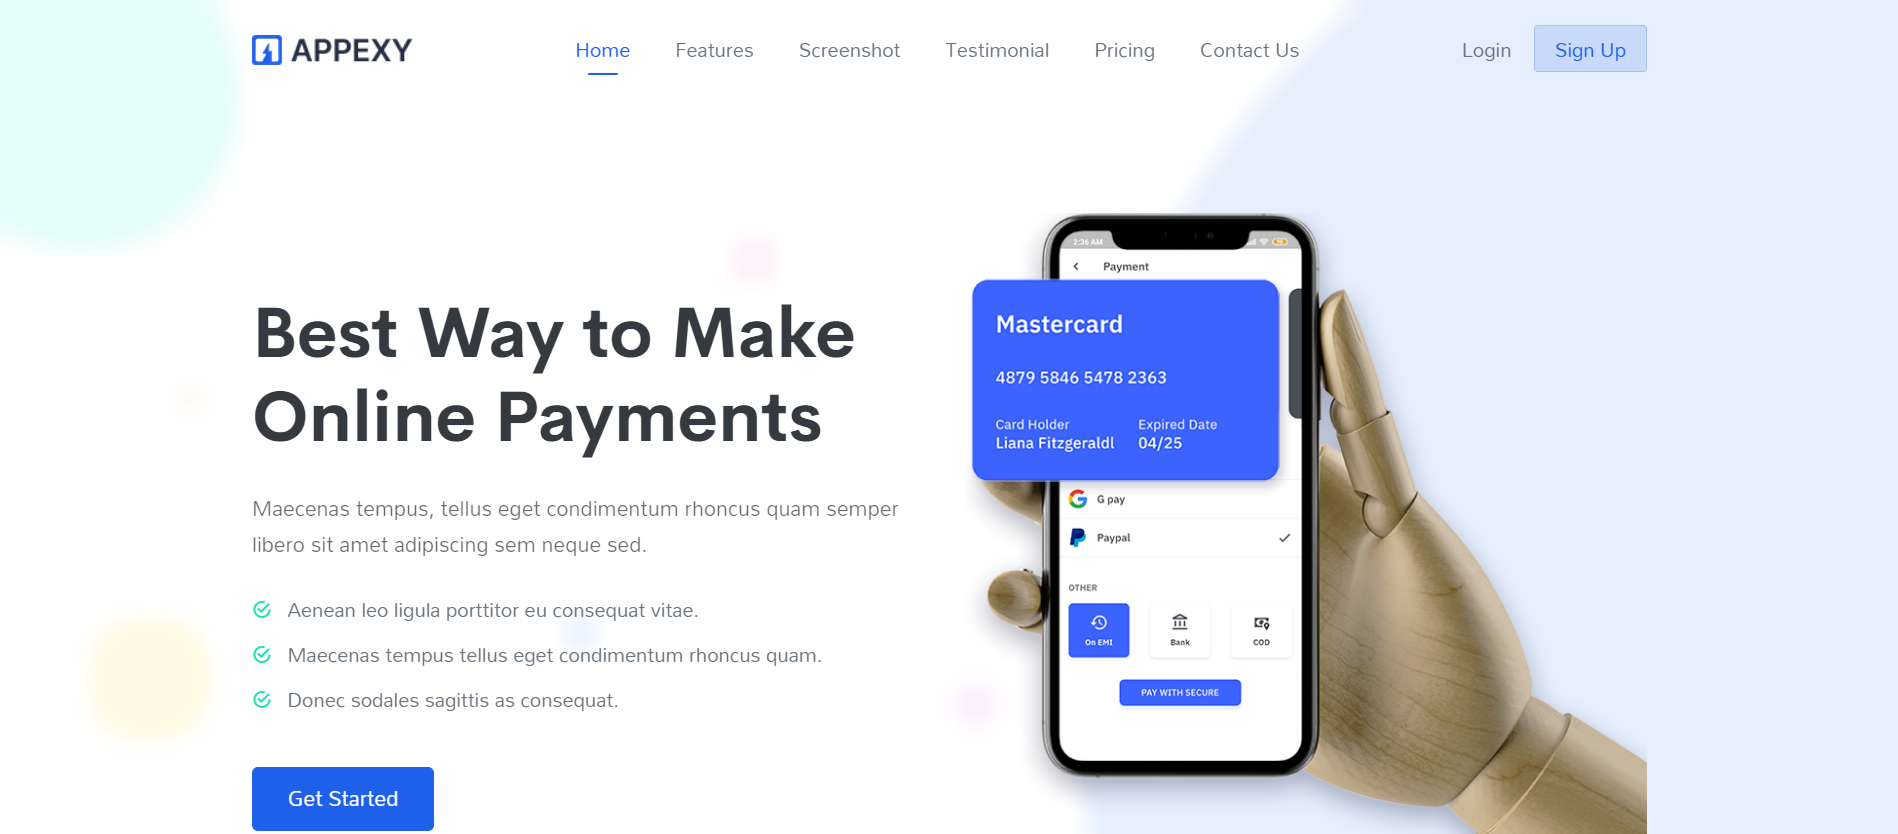 APPEXY
Home Features Screenshot Testimonial Pricing Contact Us
Login Sign Up
Best Way to Make
Online Payments
Maecenas tempus, tellus eget condimentum rhoncus quam semper
libero sit amet adipiscing sem neque sed.
Aenean leo ligula porttitor eu consequat vitae.
Maecenas tempus tellus eget condimentum rhoncus quam.
Donec sodales sagittis as consequat.
Get Started
2:36 AM
Payment
Mastercard
4879 5846 5478 2363
Card Holder Expired Date
Liana Fitzgeraldl 04/25
G pay
Paypal
OTHER
On EMI Bank COD
PAY WITH SECURE